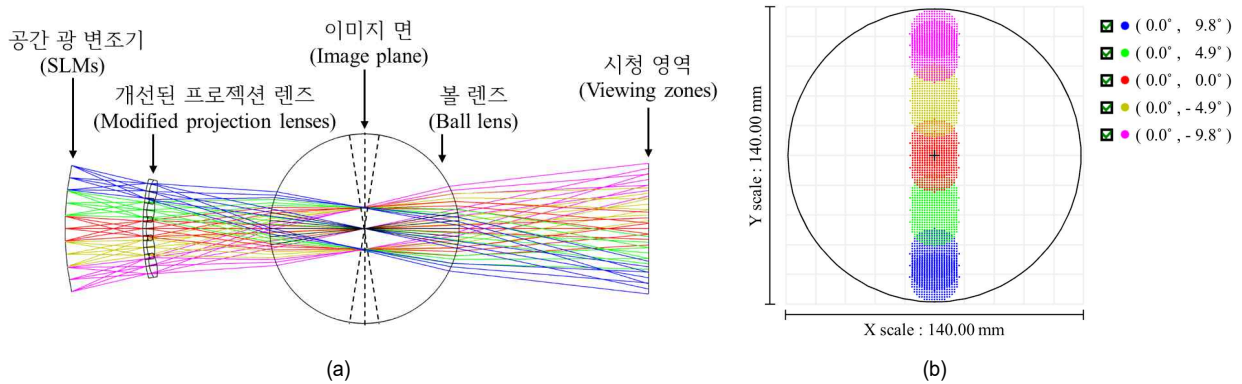 (a)
공간 광 변조기
(SLMs)
개선된 프로젝션 렌즈
(Modified projection lenses)
이미지 면
(Image plane)
볼 렌즈
(Ball lens)
시청 영역
(Viewing zones)
(a)
Y scale : 140.00 mm
X scale : 140.00 mm
(0.0°, 9.8°)
(0.0°, 4.9°)
(0.0°, 0.0°)
(0.0°, -4.9°)
(0.0°, -9.8°)
(b)